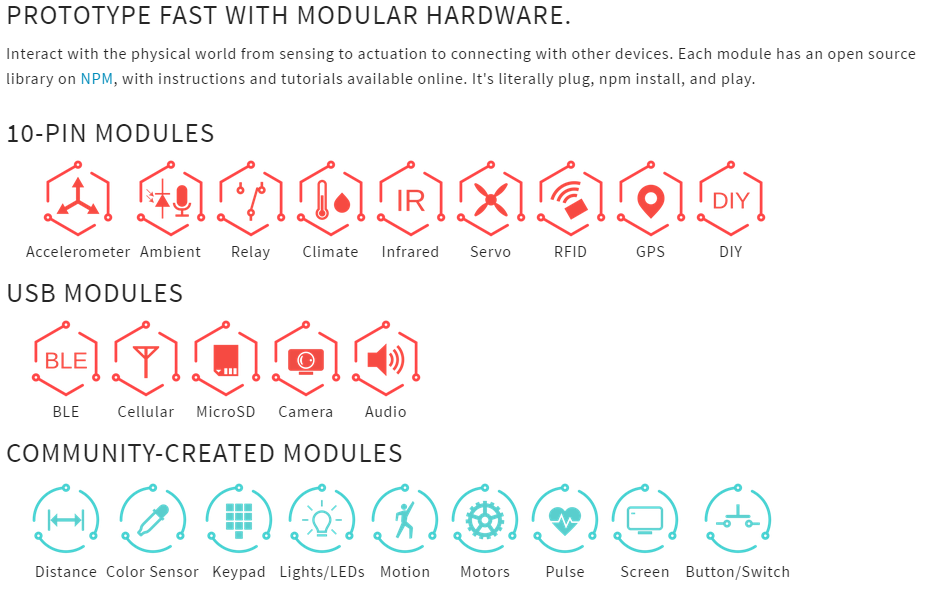 PROTOTYPE FAST WITH MODULAR HARDWARE.
Interact with the physical world from sensing to actuation to connecting with other devices. Each module has an open source
library on NPM, with instructions and tutorials available online. It's literally plug, npm install, and play.
10-PIN MODULES
IR DIY
Accelerometer Ambient Relay Climate Infrared Servo RFID GPS DIY
USB MODULES
BLE
BLE Cellular MicroSD Camera Audio
COMMUNITY-CREATED MODULES
Distance Color Sensor Keypad Lights/LEDs Motion Motors Pulse Screen Button/Switch